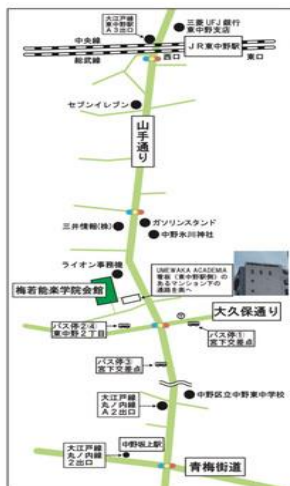 大江戸線
東中野駅
A3出口
三菱UFJ銀行
東中野支店
中央線
総武線
JR東中野駅
西口
東口
セブンイレブン
山手通り
ガソリンスタンド
三井情報(株)
中野氷川神社
ライオン事務機
梅若能楽学院会館
UMEWAKA ACADEMIA
看板(東中野駅側)の
あるマンション下の
通路を奥へ
大久保通り
バス停②④
東中野2丁目
バス停①
宮下交差点
バス停③
宮下交差点
中野区立中野東中学校
大江戸線
丸ノ内線
A2出口
大江戸線
丸ノ内線
2出口
中野坂上駅
青梅街道